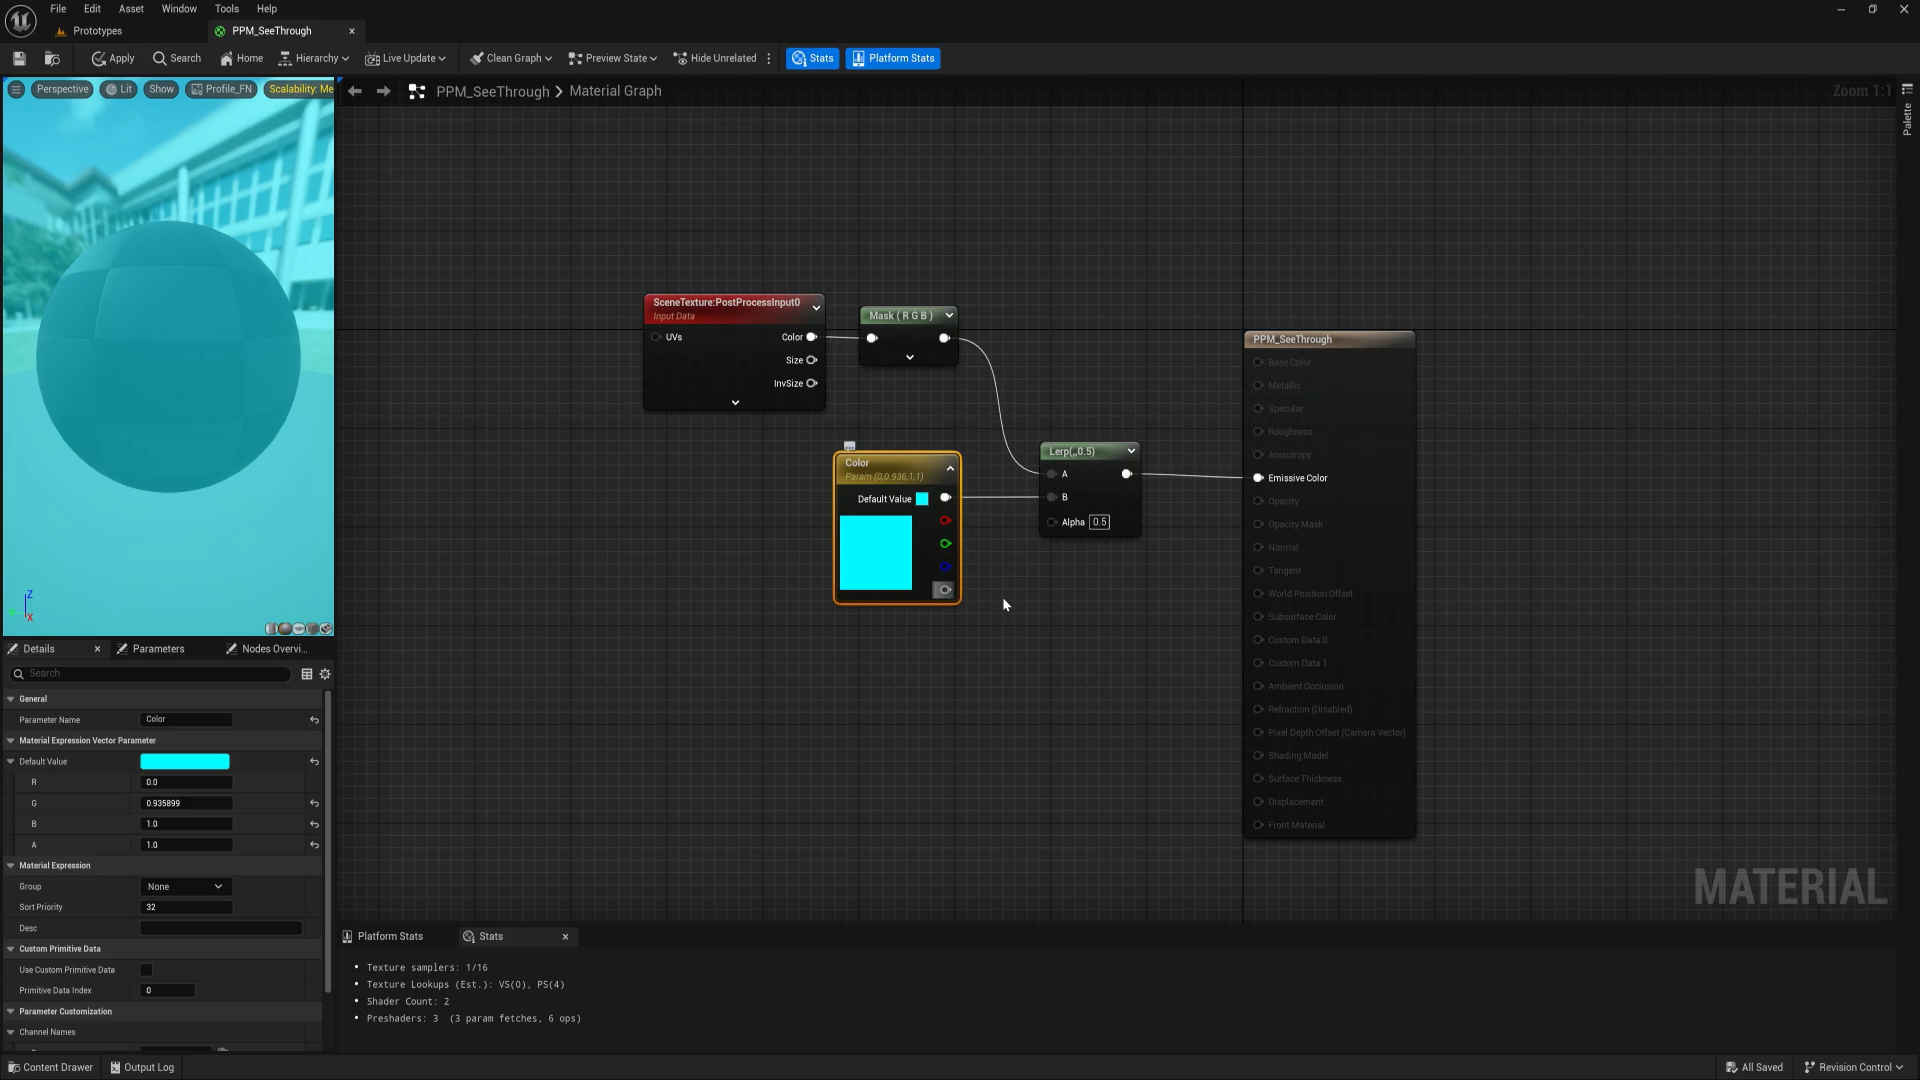 File Edit Asset Window Tools Help
Prototypes PPM_SeeThrough
Apply Search Home Hierarchy Live Update Clean Graph Preview State Hide Unrelated Stats Platform Stats
Perspective Lit Show Profile_FN Scalability: Me
PPM_SeeThrough > Material Graph
Zoom 1:1
Palette
SceneTexture:PostProcessInput0
Input Data
UVs Color
Size
InvSize
Mask ( R G B )
Color
Param (0,0.936,1,1)
Default Value
Lerp(,,0.5)
A
B
Alpha 0.5
PPM_SeeThrough
Base Color
Metallic
Specular
Roughness
Anisotropy
Emissive Color
Opacity
Opacity Mask
Normal
Tangent
World Position Offset
Subsurface Color
Custom Data 0
Custom Data 1
Ambient Occlusion
Refraction (Disabled)
Pixel Depth Offset (Camera Vector)
Shading Model
Surface Thickness
Displacement
Front Material
MATERIAL
Z
X
Details Parameters Nodes Overvi...
Search
General
Parameter Name Color
Material Expression Vector Parameter
Default Value
R 0.0
G 0.935899
B 1.0
A 1.0
Material Expression
Group None
Sort Priority 32
Desc
Custom Primitive Data
Use Custom Primitive Data
Primitive Data Index 0
Parameter Customization
Channel Names
Platform Stats Stats
• Texture samplers: 1/16
• Texture Lookups (Est.): VS(0), PS(4)
• Shader Count: 2
• Preshaders: 3 (3 param fetches, 6 ops)
Content Drawer Output Log All Saved Revision Control